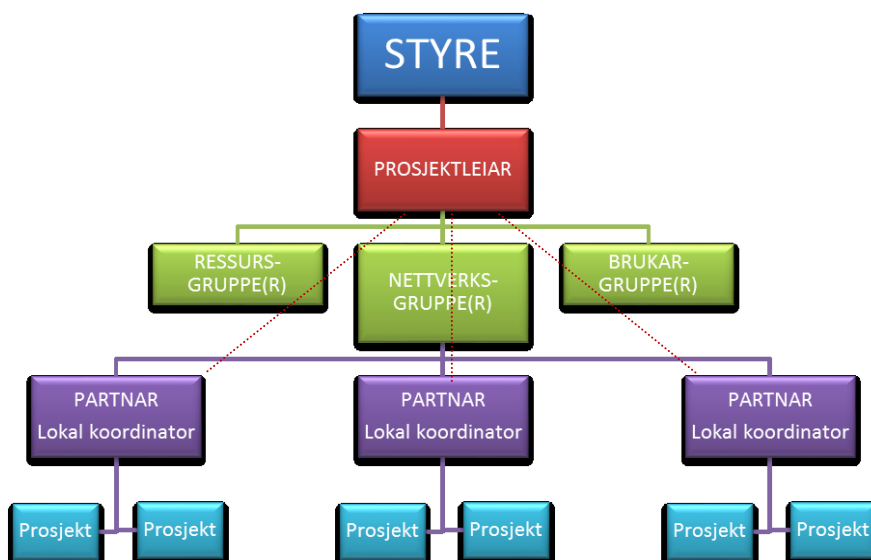 STYRE
PROSJEKTLEIAR
RESSURS-
GRUPPE(R)
NETTVERKS-
GRUPPE(R)
BRUKAR-
GRUPPE(R)
PARTNAR
Lokal koordinator
PARTNAR
Lokal koordinator
PARTNAR
Lokal koordinator
Prosjekt
Prosjekt
Prosjekt
Prosjekt
Prosjekt
Prosjekt